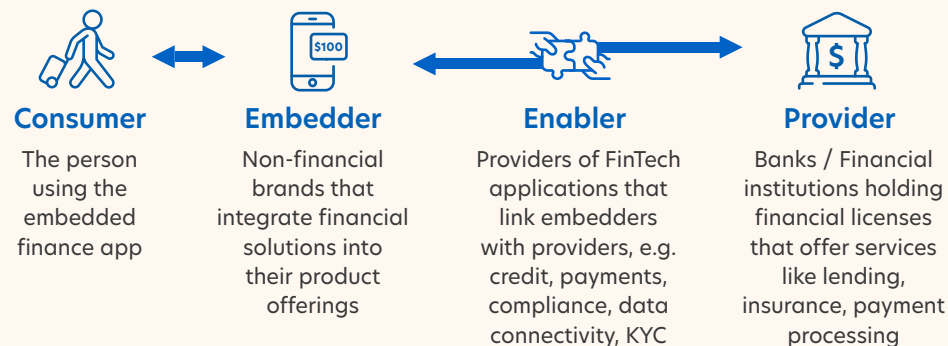 $100
$
Consumer
The person
using the
embedded
finance app
Embedder
Non-financial
brands that
integrate financial
solutions into
their product
offerings
Enabler
Providers of FinTech
applications that
link embedders
with providers, e.g.
credit, payments,
compliance, data
connectivity, KYC
Provider
Banks / Financial
institutions holding
financial licenses
that offer services
like lending,
insurance, payment
processing